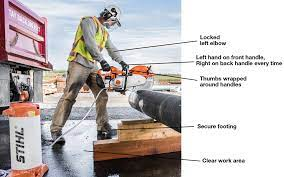 Locked
left elbow
Left hand on front handle,
Right on back handle every time
Thumbs wrapped
around handles
Secure footing
Clear work area
STIHL